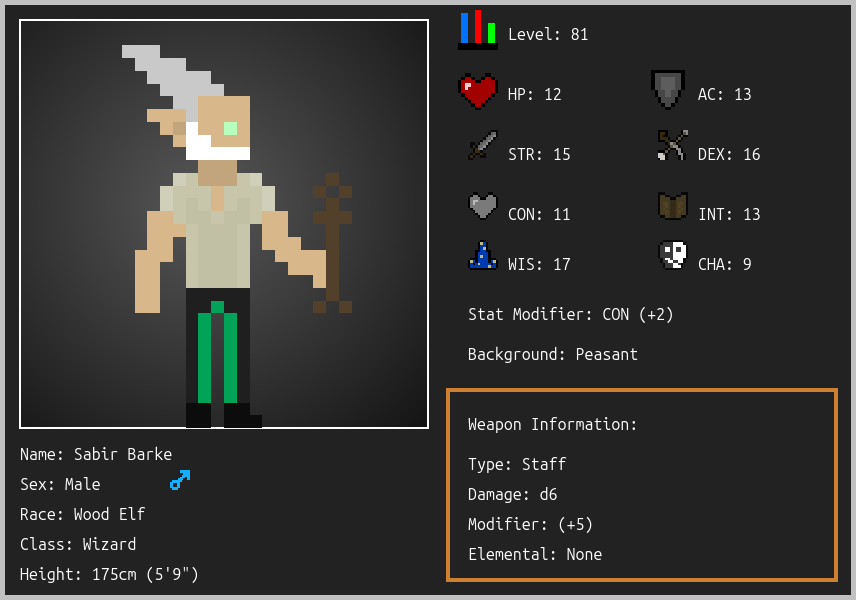 Level: 81
HP: 12
AC: 13
STR: 15
DEX: 16
CON: 11
INT: 13
WIS: 17
CHA: 9
Stat Modifier: CON (+2)
Background: Peasant
Weapon Information:
Type: Staff
Damage: d6
Modifier: (+5)
Elemental: None
Name: Sabir Barke
Sex: Male
Race: Wood Elf
Class: Wizard
Height: 175cm (5'9")